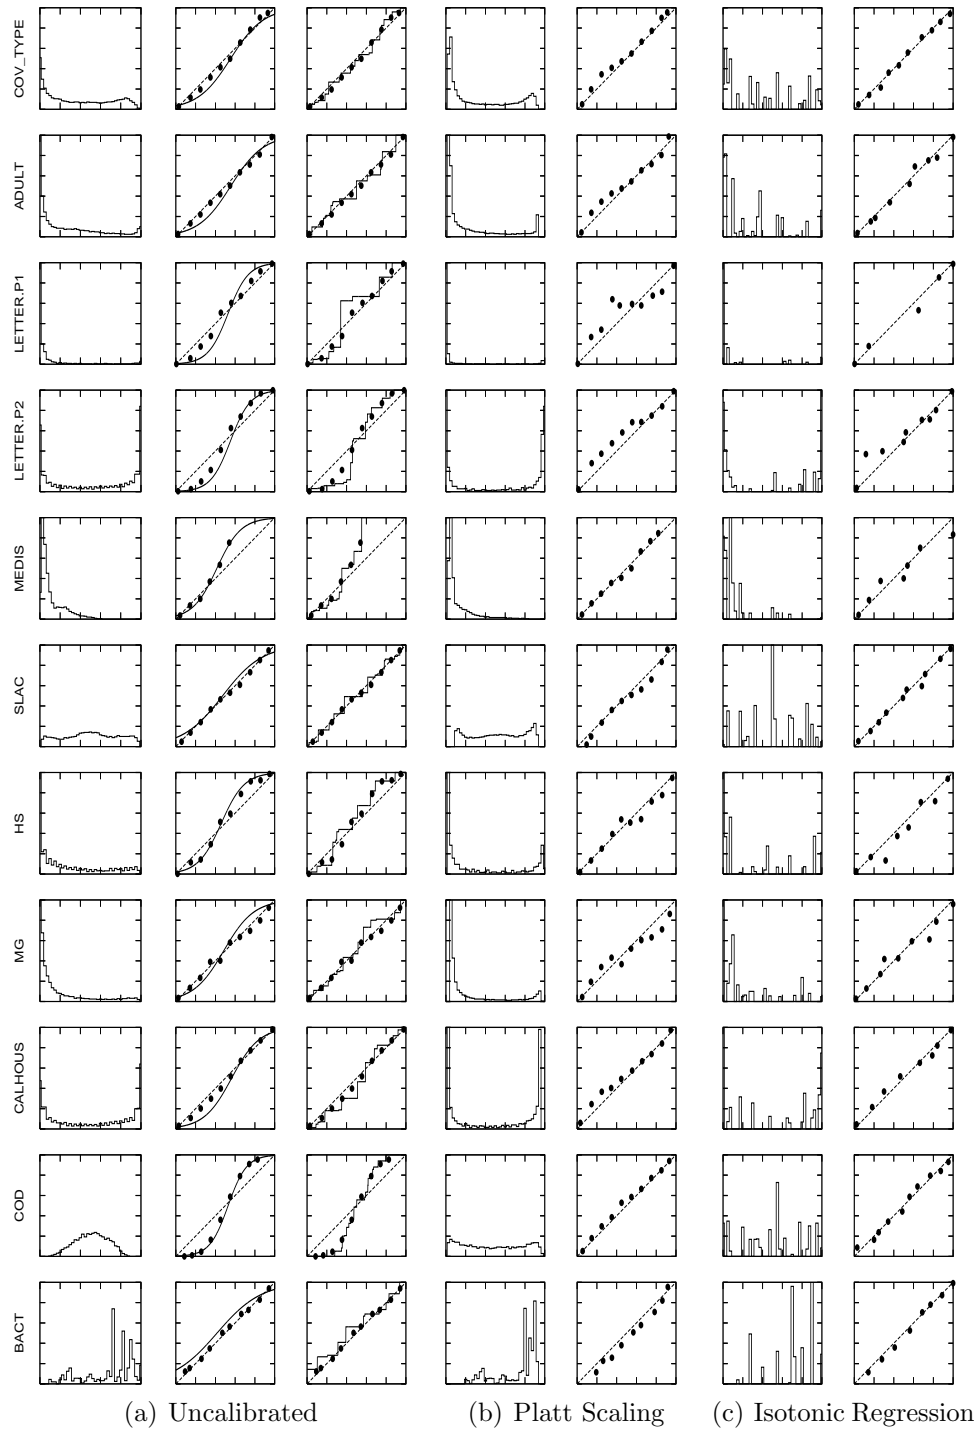 COV_TYPE
ADULT
LETTER.P1
LETTER.P2
MEDIS
SLAC
HS
MG
CALHOUS
COD
BACT
(a) Uncalibrated
(b) Platt Scaling
(c) Isotonic Regression